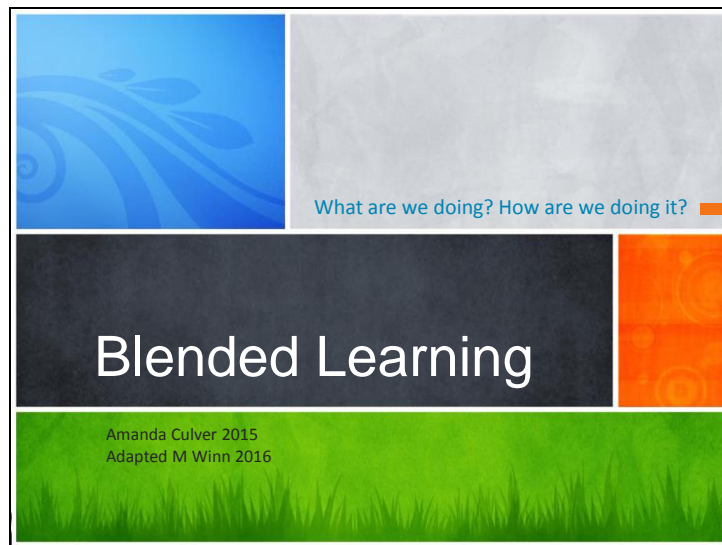 What are we doing? How are we doing it?
Blended Learning
Amanda Culver 2015
Adapted M Winn 2016